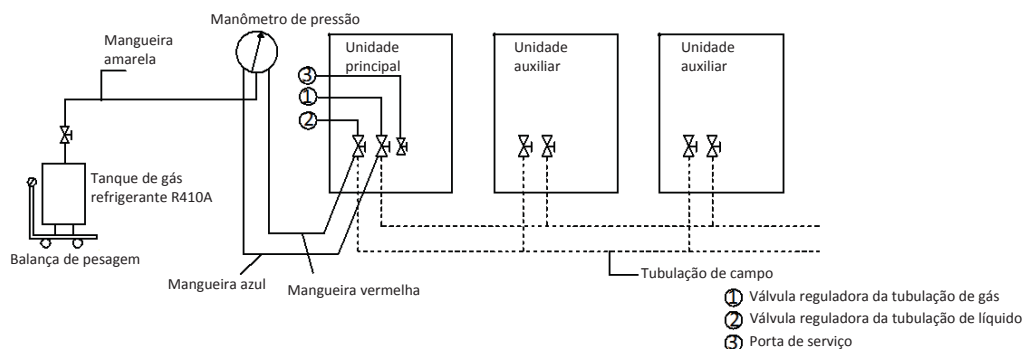 Manômetro de pressão
Mangueira
amarela
Unidade
principal
Unidade
auxiliar
Unidade
auxiliar
3
1
2
Tanque de gás
refrigerante R410A
Balança de pesagem
Mangueira azul
Mangueira vermelha
Tubulação de campo
1 Válvula reguladora da tubulação de gás
2 Válvula reguladora da tubulação de líquido
3 Porta de serviço